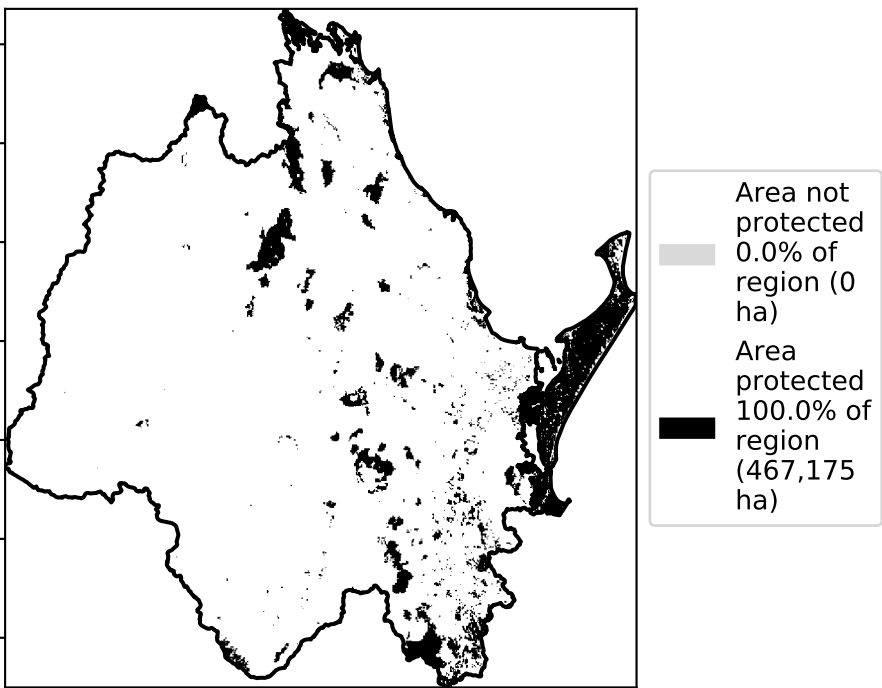 Area not
protected
0.0% of
region (0
ha)
Area
protected
100.0% of
region
(467,175
ha)